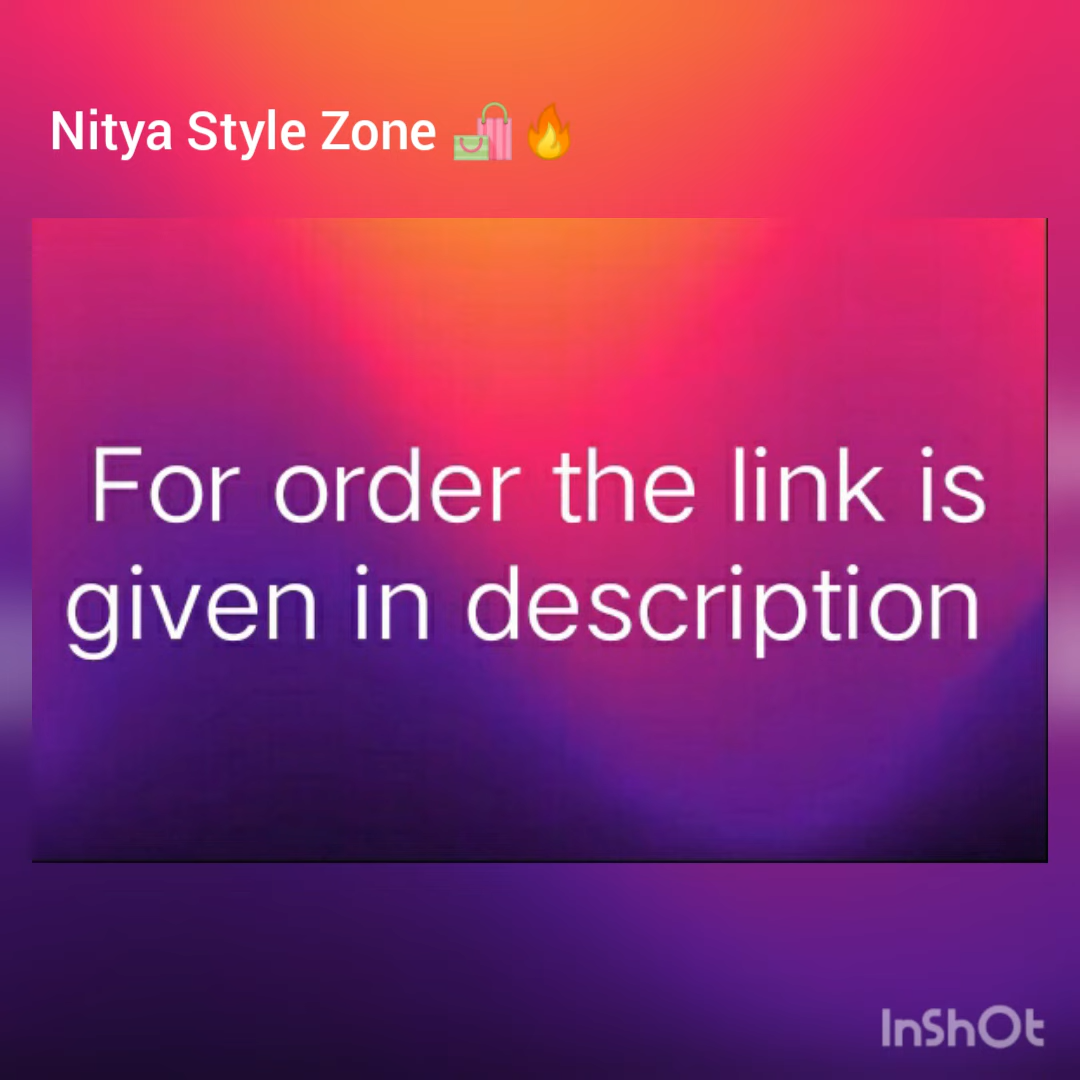 Nitya Style Zone 🛍️🔥
For order the link is
given in description
InShOt